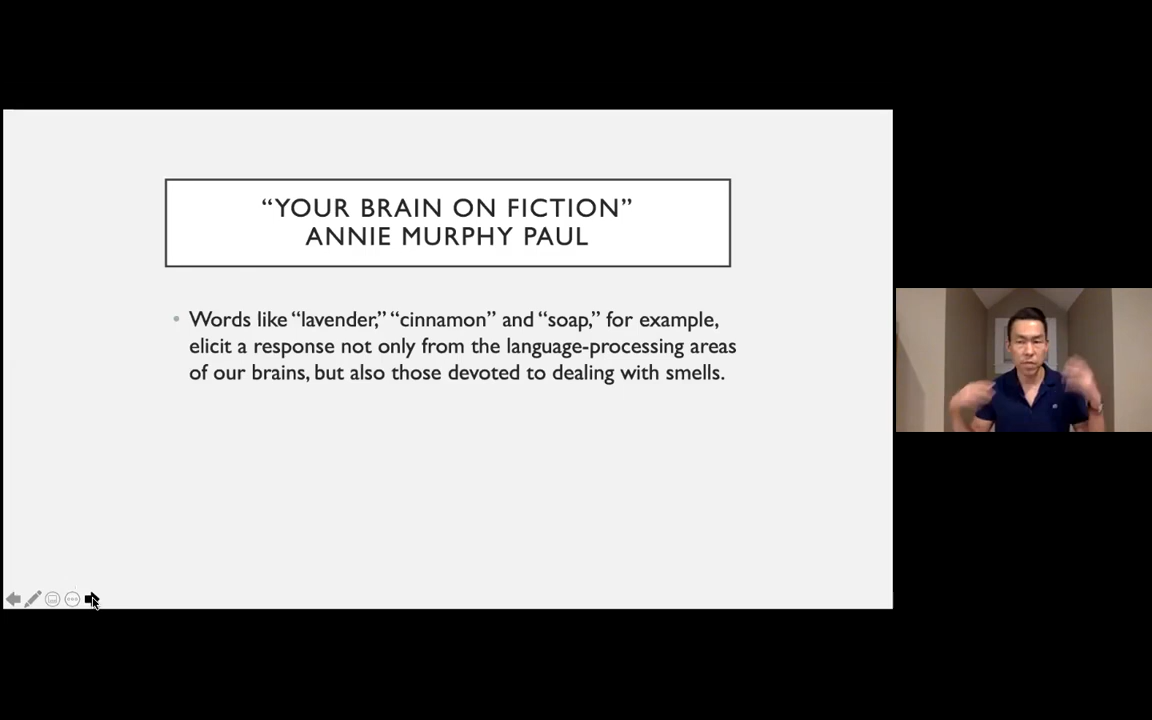 “YOUR BRAIN ON FICTION”
ANNIE MURPHY PAUL
• Words like “lavender,” “cinnamon” and “soap,” for example,
elicit a response not only from the language-processing areas
of our brains, but also those devoted to dealing with smells.